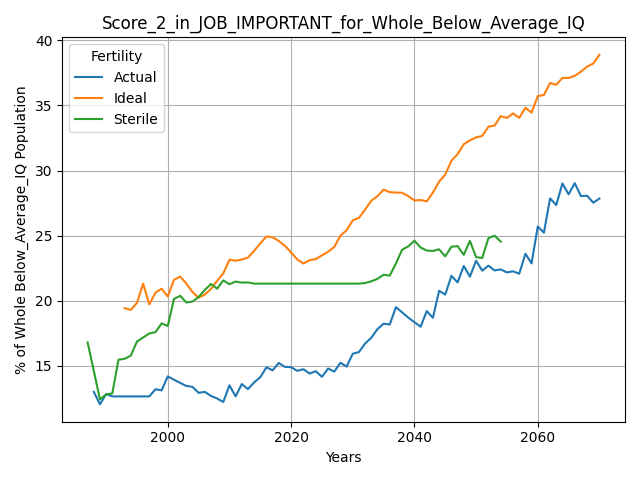 Score_2_in_JOB_IMPORTANT_for_Whole_Below_Average_IQ
Fertility
Actual
Ideal
Sterile
% of Whole Below_Average_IQ Population
40
35
30
25
20
15
2000
2020
2040
2060
Years